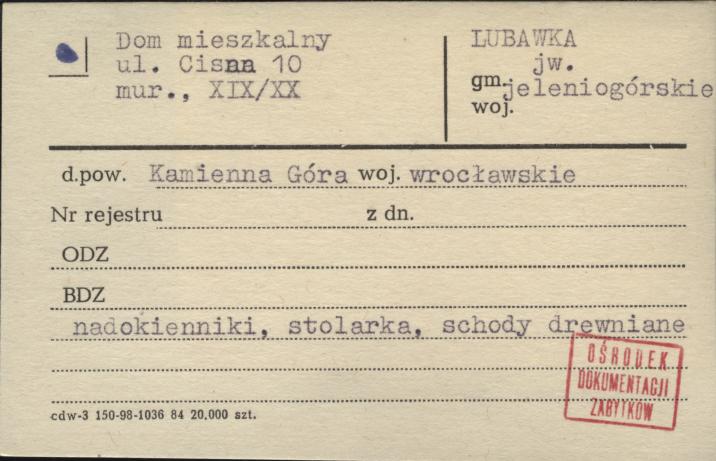 Dom mieszkalny
ul. Cisna 10
mur., XIX/XX
LUBAWKA
gm. jw.
woj. jeleniogórskie
d.pow. Kamienna Góra woj. wrocławskie
Nr rejestru z dn.
ODZ
BDZ
nadokienniki, stolarka, schody drewniane
OŚRODEK
DOKUMENTACJI
ZABYTKÓW
cdw-3 150-98-1036 84 20.000 szt.